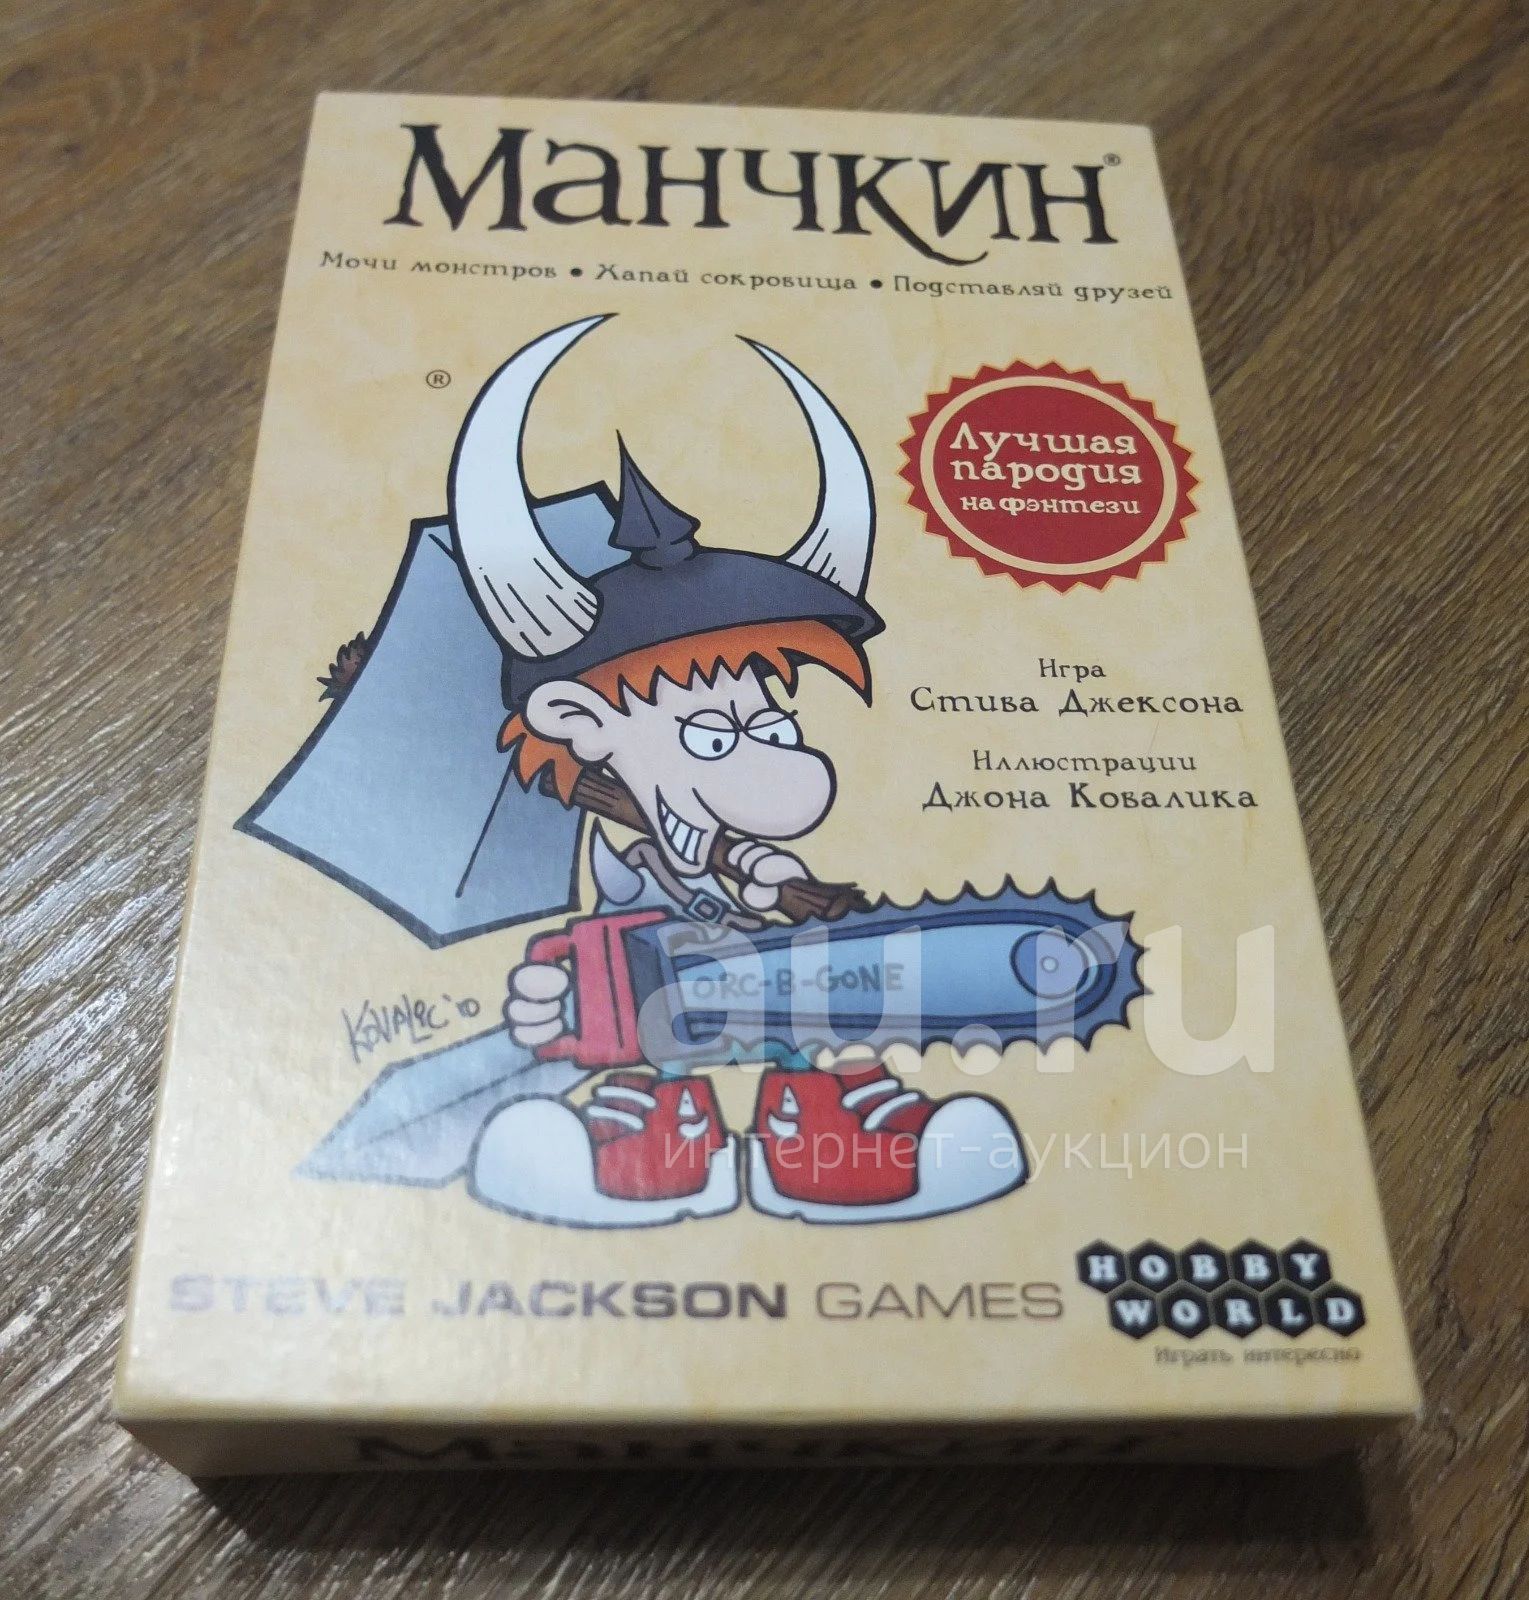 Манчкин®
Мочи монстров • Хапай сокровища • Подставляй друзей
®
Лучшая
пародия
на фэнтези
Игра
Стива Джексона
Иллюстрации
Джона Ковалика
ORC-B-GONE
KOVALIC '10
au.ru
интернет-аукцион
STEVE JACKSON GAMES
HOBBY
WORLD
Играть интересно
Манчкин